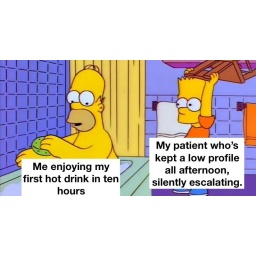 Me enjoying my
first hot drink in ten
hours
My patient who's
kept a low profile
all afternoon,
silently escalating.